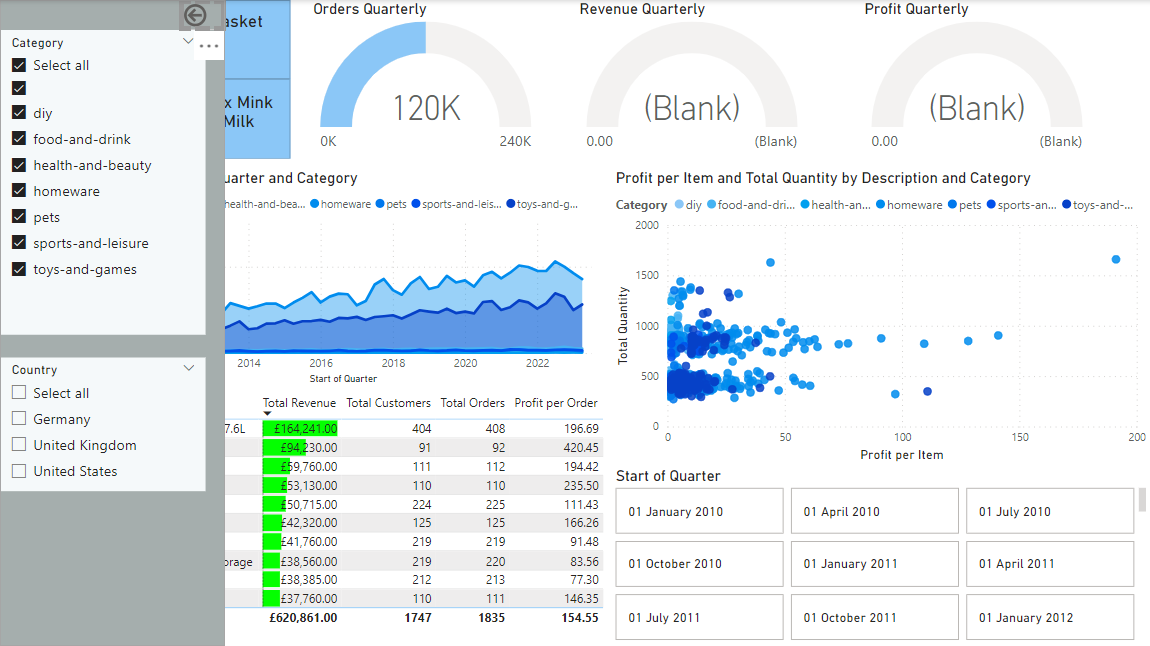 Category
Select all
diy
food-and-drink
health-and-beauty
homeware
pets
sports-and-leisure
toys-and-games
Country
Select all
Germany
United Kingdom
United States
asket
x Mink
Milk
Orders Quarterly
120K
0K
240K
Revenue Quarterly
(Blank)
0.00
(Blank)
Profit Quarterly
(Blank)
0.00
(Blank)
uarter and Category
health-and-bea... homeware pets sports-and-leis... toys-and-g...
2014 2016 2018 2020 2022
Start of Quarter
Total Revenue Total Customers Total Orders Profit per Order
7.6L £164,241.00 404 408 196.69
£94,230.00 91 92 420.45
£59,760.00 111 112 194.42
£53,130.00 110 110 235.50
£50,715.00 224 225 111.43
£42,320.00 125 125 166.26
£41,760.00 219 219 91.48
orage £38,560.00 219 220 83.56
£38,385.00 212 213 77.30
£37,760.00 110 111 146.35
£620,861.00 1747 1835 154.55
Profit per Item and Total Quantity by Description and Category
Category diy food-and-dri... health-an... homeware pets sports-an... toys-and-...
Total Quantity
2000
1500
1000
500
0
0 50 100 150 200
Profit per Item
Start of Quarter
01 January 2010 01 April 2010 01 July 2010
01 October 2010 01 January 2011 01 April 2011
01 July 2011 01 October 2011 01 January 2012